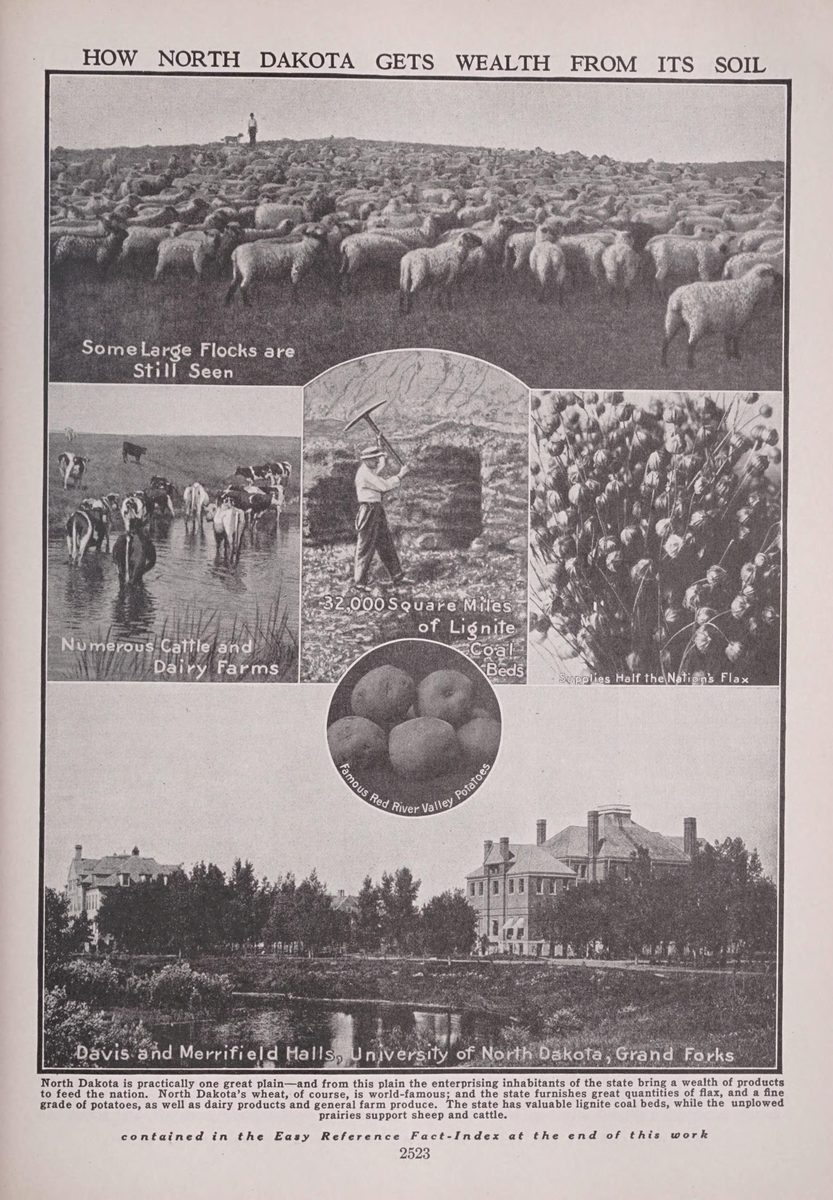 HOW NORTH DAKOTA GETS WEALTH FROM ITS SOIL
Some Large Flocks are
Still Seen
Numerous Cattle and
Dairy Farms
32,000 Square Miles
of Lignite
Coal
Beds
Supplies Half the Nation's Flax
Famous Red River Valley Potatoes
Davis and Merrifield Halls, University of North Dakota, Grand Forks
North Dakota is practically one great plain—and from this plain the enterprising inhabitants of the state bring a wealth of products
to feed the nation. North Dakota's wheat, of course, is world-famous; and the state furnishes great quantities of flax, and a fine
grade of potatoes, as well as dairy products and general farm produce. The state has valuable lignite coal beds, while the unplowed
prairies support sheep and cattle.
contained in the Easy Reference Fact-Index at the end of this work
2523